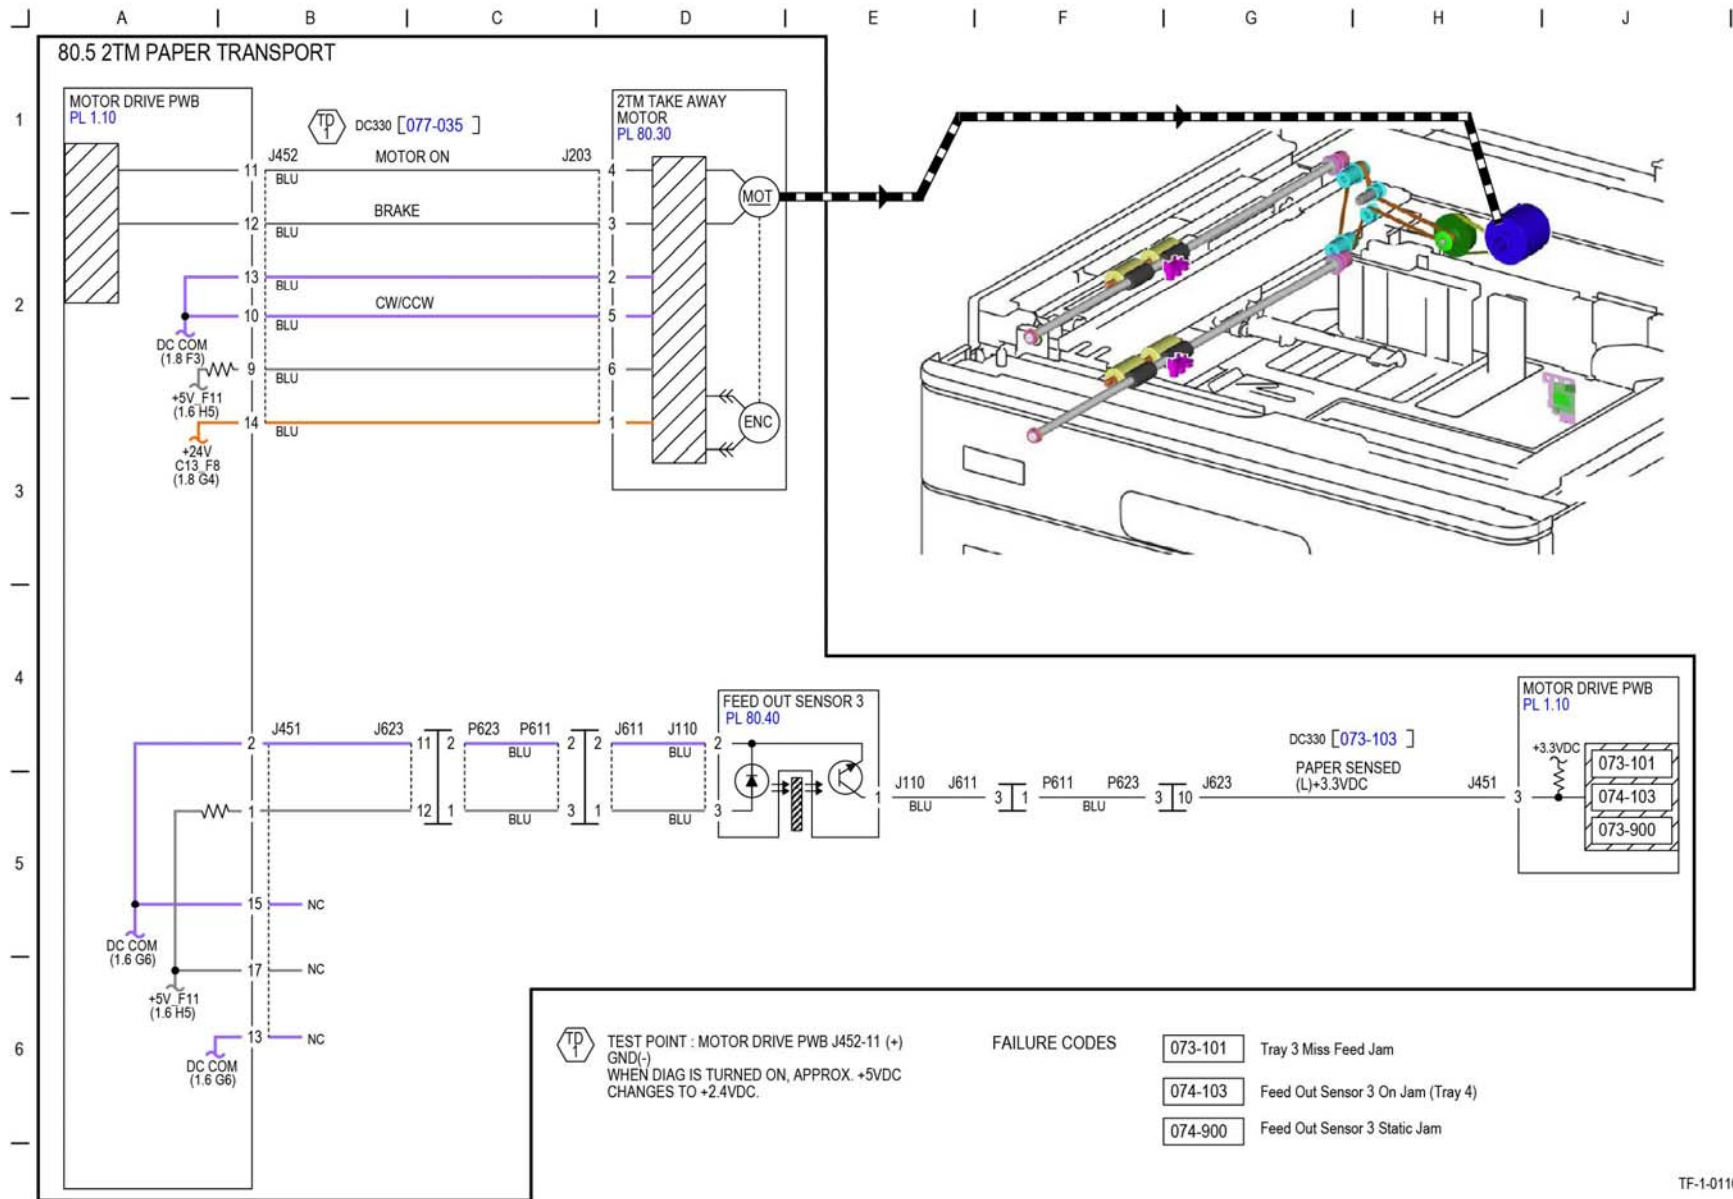 A B C D E F G H J
80.5 2TM PAPER TRANSPORT
1
MOTOR DRIVE PWB
PL 1.10
TP
1
DC330 [077-035 ]
2TM TAKE AWAY
MOTOR
PL 80.30
J452 MOTOR ON J203
11 BLU 4
MOT
BRAKE
12 BLU 3
13 BLU 2
2
CW/CCW
10 BLU 5
DC COM
(1.8 F3)
9 BLU 6
+5V_F11
(1.6 H5)
14 BLU 1
ENC
+24V
C13_F8
(1.8 G4)
3
4
FEED OUT SENSOR 3
PL 80.40
MOTOR DRIVE PWB
PL 1.10
J451 J623 P623 P611 J611 J110
2 11 2 BLU 2 2 BLU 2
DC330 [073-103 ]
PAPER SENSED
(L)+3.3VDC
+3.3VDC
073-101
074-103
073-900
J110 J611 P611 P623 J623 J451
1 BLU 3 1 BLU 3 10 3
1 12 1 BLU 3 1 BLU 3
5
15 NC
DC COM
(1.6 G6)
17 NC
+5V_F11
(1.6 H5)
13 NC
DC COM
(1.6 G6)
6
TP
1
TEST POINT : MOTOR DRIVE PWB J452-11 (+)
GND(-)
WHEN DIAG IS TURNED ON, APPROX. +5VDC
CHANGES TO +2.4VDC.
FAILURE CODES
073-101 Tray 3 Miss Feed Jam
074-103 Feed Out Sensor 3 On Jam (Tray 4)
074-900 Feed Out Sensor 3 Static Jam